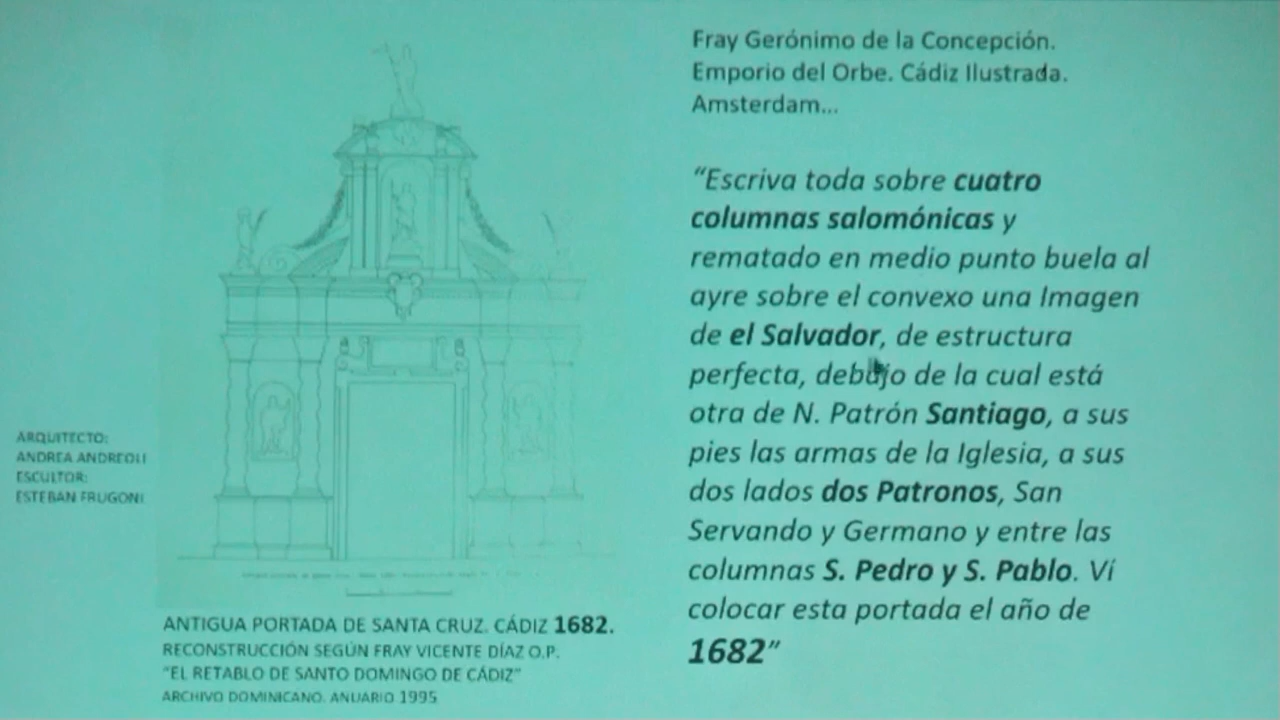 Fray Gerónimo de la Concepción.
Emporio del Orbe. Cádiz Ilustrada.
Amsterdam...
“Escriva toda sobre cuatro
columnas salomónicas y
rematado en medio punto buela al
ayre sobre el convexo una Imagen
de el Salvador, de estructura
perfecta, debajo de la cual está
otra de N. Patrón Santiago, a sus
pies las armas de la Iglesia, a sus
dos lados dos Patronos, San
Servando y Germano y entre las
columnas S. Pedro y S. Pablo. Ví
colocar esta portada el año de
1682”
ARQUITECTO:
ANDREA ANDREOLI
ESCULTOR:
ESTEBAN FRUGONI
ANTIGUA PORTADA DE SANTA CRUZ. CÁDIZ 1682.
RECONSTRUCCIÓN SEGÚN FRAY VICENTE DÍAZ O.P.
“EL RETABLO DE SANTO DOMINGO DE CÁDIZ”
ARCHIVO DOMINICANO. ANUARIO 1995